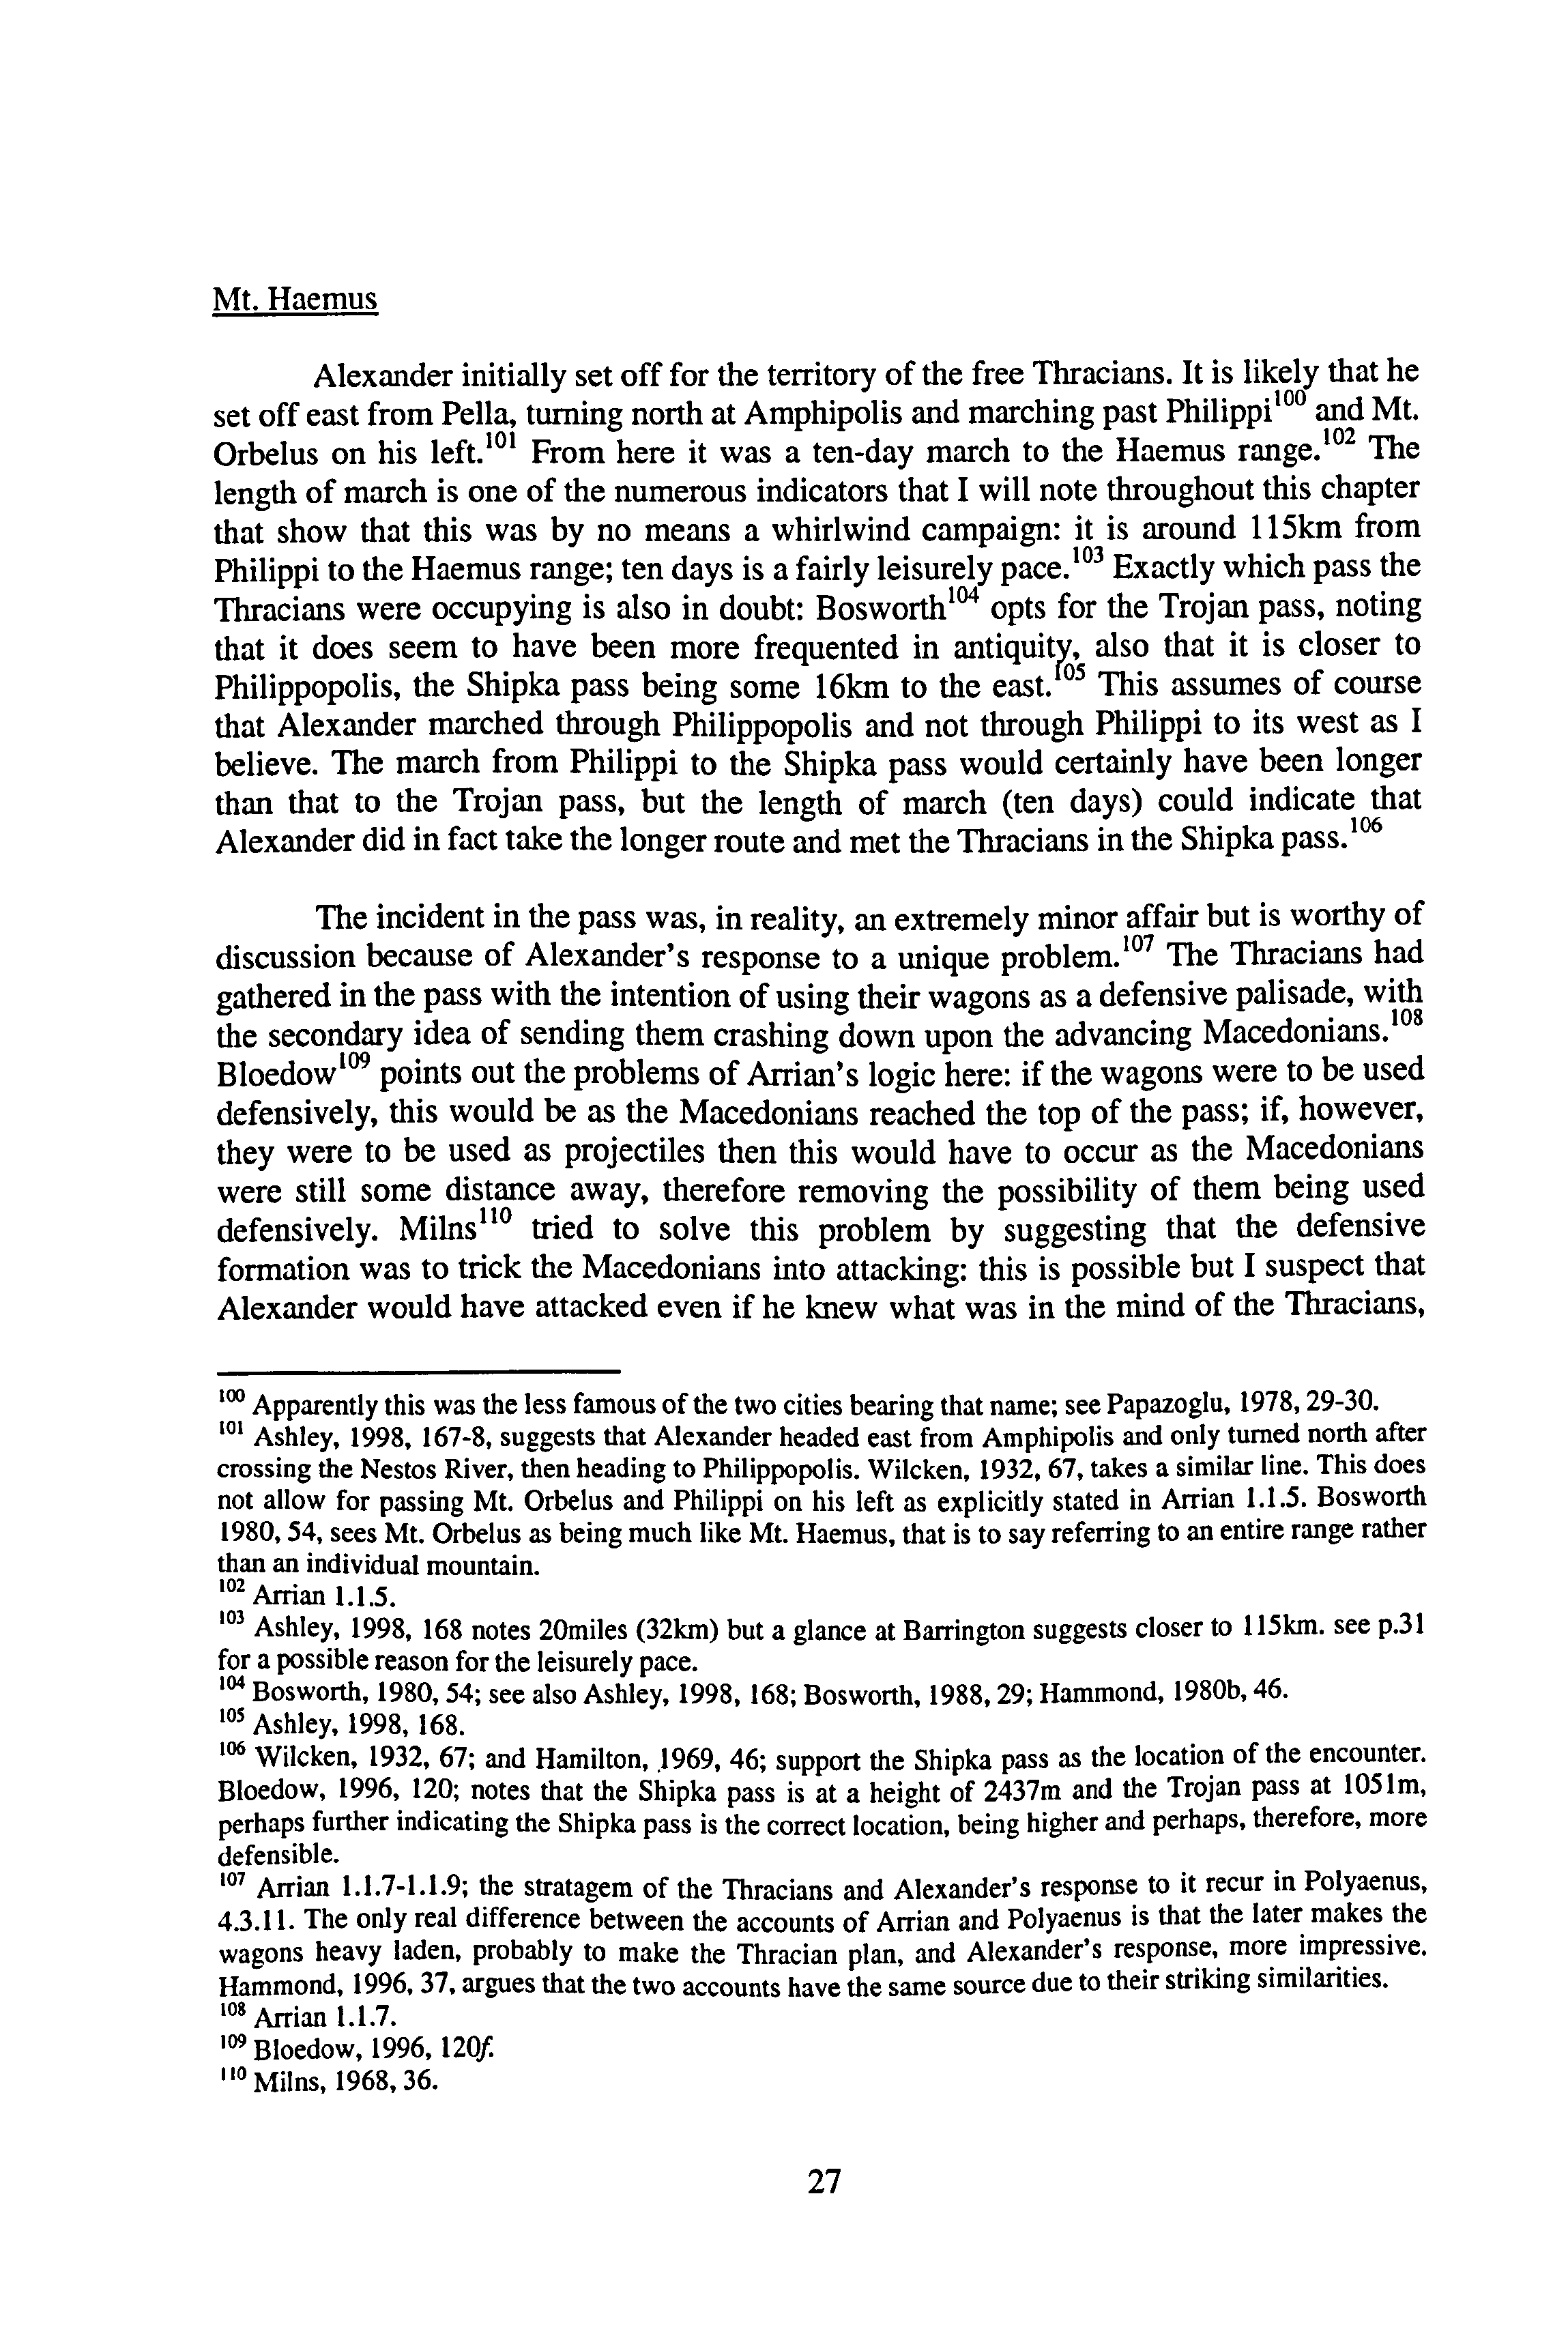 Mt. Haemus
Alexander initially set off for the territory of the free Thracians. It is likely that he
set off east from Pella, turning north at Amphipolis and marching past Philippi¹⁰⁰ and Mt.
Orbelus on his left.¹⁰¹ From here it was a ten-day march to the Haemus range.¹⁰² The
length of march is one of the numerous indicators that I will note throughout this chapter
that show that this was by no means a whirlwind campaign: it is around 115km from
Philippi to the Haemus range; ten days is a fairly leisurely pace.¹⁰³ Exactly which pass the
Thracians were occupying is also in doubt: Bosworth¹⁰⁴ opts for the Trojan pass, noting
that it does seem to have been more frequented in antiquity, also that it is closer to
Philippopolis, the Shipka pass being some 16km to the east.¹⁰⁵ This assumes of course
that Alexander marched through Philippopolis and not through Philippi to its west as I
believe. The march from Philippi to the Shipka pass would certainly have been longer
than that to the Trojan pass, but the length of march (ten days) could indicate that
Alexander did in fact take the longer route and met the Thracians in the Shipka pass.¹⁰⁶
The incident in the pass was, in reality, an extremely minor affair but is worthy of
discussion because of Alexander's response to a unique problem.¹⁰⁷ The Thracians had
gathered in the pass with the intention of using their wagons as a defensive palisade, with
the secondary idea of sending them crashing down upon the advancing Macedonians.¹⁰⁸
Bloedow¹⁰⁹ points out the problems of Arrian's logic here: if the wagons were to be used
defensively, this would be as the Macedonians reached the top of the pass; if, however,
they were to be used as projectiles then this would have to occur as the Macedonians
were still some distance away, therefore removing the possibility of them being used
defensively. Milns¹¹⁰ tried to solve this problem by suggesting that the defensive
formation was to trick the Macedonians into attacking: this is possible but I suspect that
Alexander would have attacked even if he knew what was in the mind of the Thracians,
¹⁰⁰ Apparently this was the less famous of the two cities bearing that name; see Papazoglu, 1978, 29-30.
¹⁰¹ Ashley, 1998, 167-8, suggests that Alexander headed east from Amphipolis and only turned north after
crossing the Nestos River, then heading to Philippopolis. Wilcken, 1932, 67, takes a similar line. This does
not allow for passing Mt. Orbelus and Philippi on his left as explicitly stated in Arrian 1.1.5. Bosworth
1980, 54, sees Mt. Orbelus as being much like Mt. Haemus, that is to say referring to an entire range rather
than an individual mountain.
¹⁰² Arrian 1.1.5.
¹⁰³ Ashley, 1998, 168 notes 20miles (32km) but a glance at Barrington suggests closer to 115km. see p.31
for a possible reason for the leisurely pace.
¹⁰⁴ Bosworth, 1980, 54; see also Ashley, 1998, 168; Bosworth, 1988, 29; Hammond, 1980b, 46.
¹⁰⁵ Ashley, 1998, 168.
¹⁰⁶ Wilcken, 1932, 67; and Hamilton, 1969, 46; support the Shipka pass as the location of the encounter.
Bloedow, 1996, 120; notes that the Shipka pass is at a height of 2437m and the Trojan pass at 1051m,
perhaps further indicating the Shipka pass is the correct location, being higher and perhaps, therefore, more
defensible.
¹⁰⁷ Arrian 1.1.7-1.1.9; the stratagem of the Thracians and Alexander's response to it recur in Polyaenus,
4.3.11. The only real difference between the accounts of Arrian and Polyaenus is that the later makes the
wagons heavy laden, probably to make the Thracian plan, and Alexander's response, more impressive.
Hammond, 1996, 37, argues that the two accounts have the same source due to their striking similarities.
¹⁰⁸ Arrian 1.1.7.
¹⁰⁹ Bloedow, 1996, 120f.
¹¹⁰ Milns, 1968, 36.
27